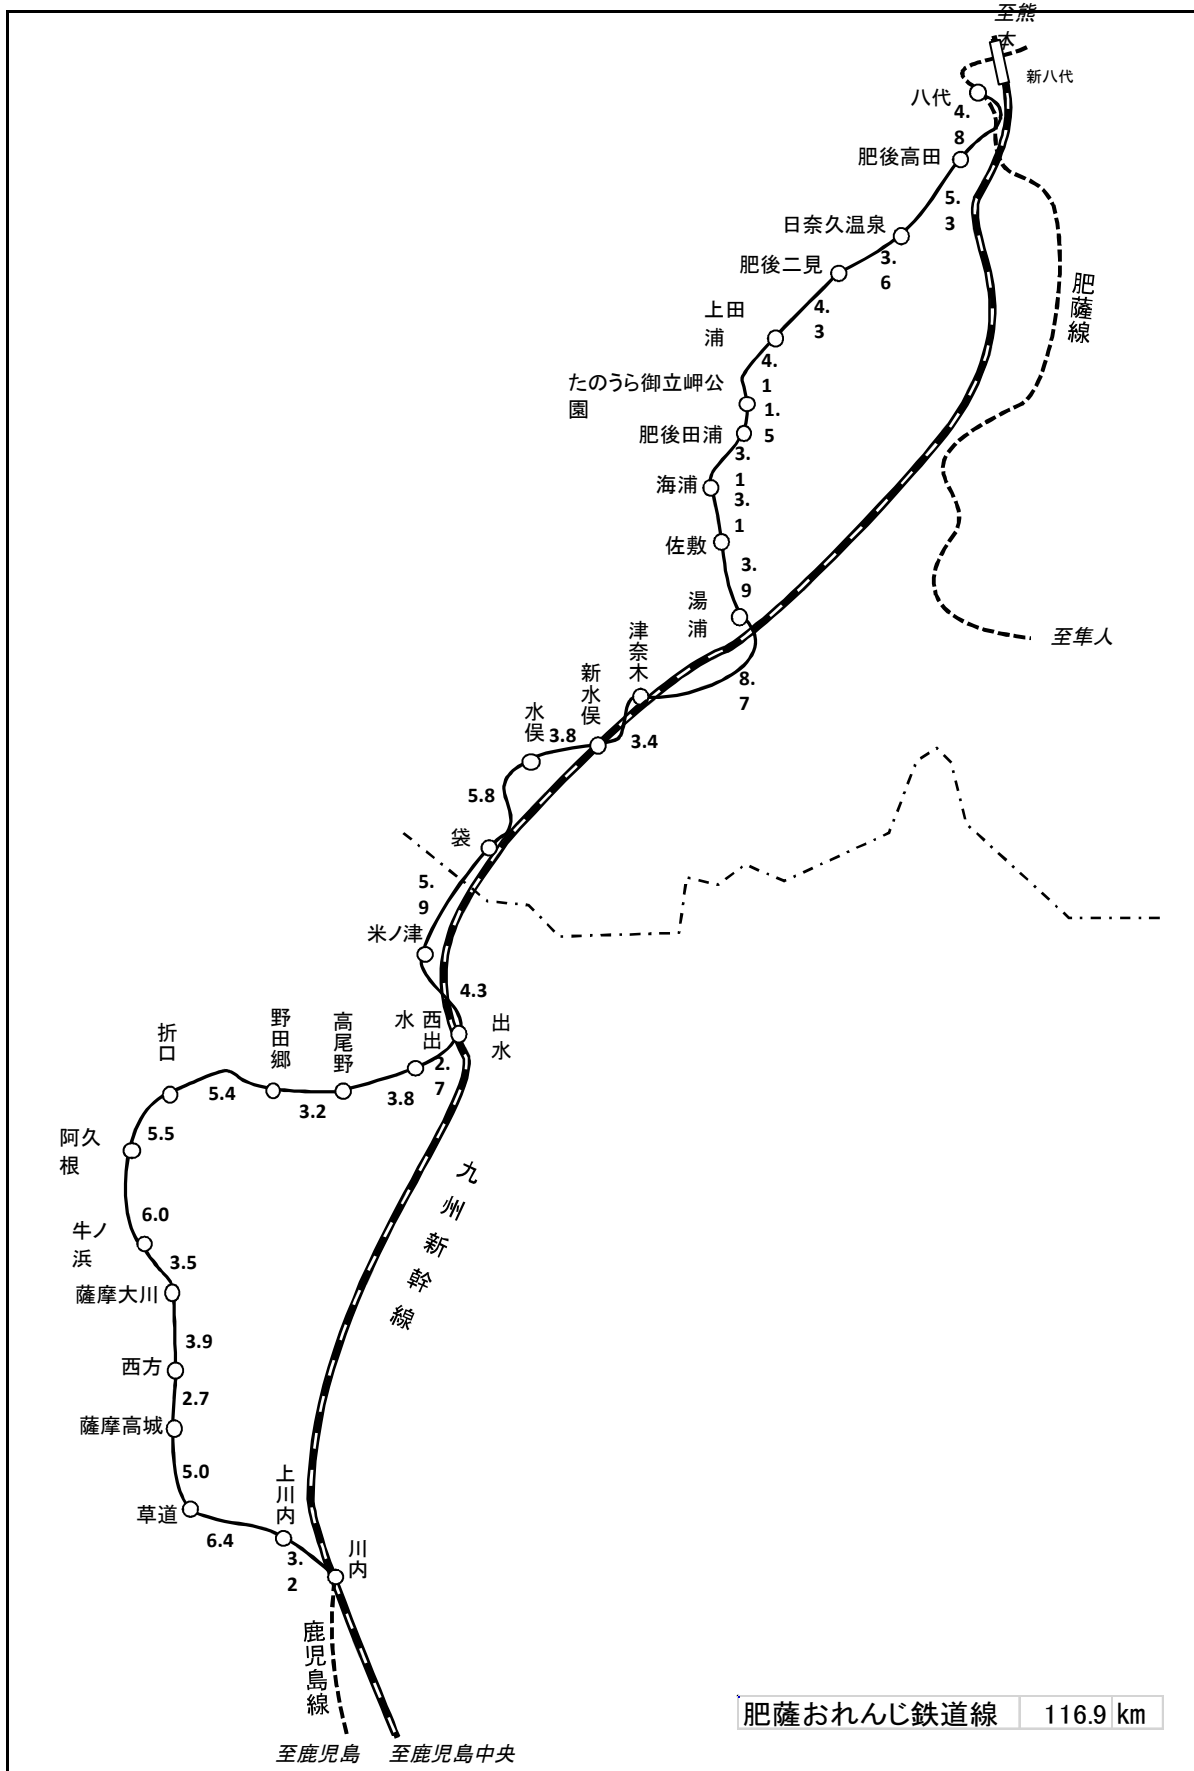 至熊
本
新八代
八代
4.
8
肥後高田
5.
3
日奈久温泉
3.
6
肥後二見
4.
3
肥薩線
上田
浦
4.
1
たのうら御立岬公
園
1.
5
肥後田浦
3.
1
海浦
3.
1
佐敷
3.
9
湯
浦
至隼人
津奈木
8.
7
新水俣
3.4
水俣
3.8
5.8
袋
5.
9
米ノ津
4.3
出水
西出
水
2.
7
高尾野
3.8
野田郷
3.2
折口
5.4
5.5
阿久
根
6.0
牛ノ
浜
3.5
薩摩大川
3.9
西方
2.7
薩摩高城
5.0
草道
6.4
上川内
3.
2
川内
九州新幹線
鹿児島線
至鹿児島
至鹿児島中央
肥薩おれんじ鉄道線 116.9 km